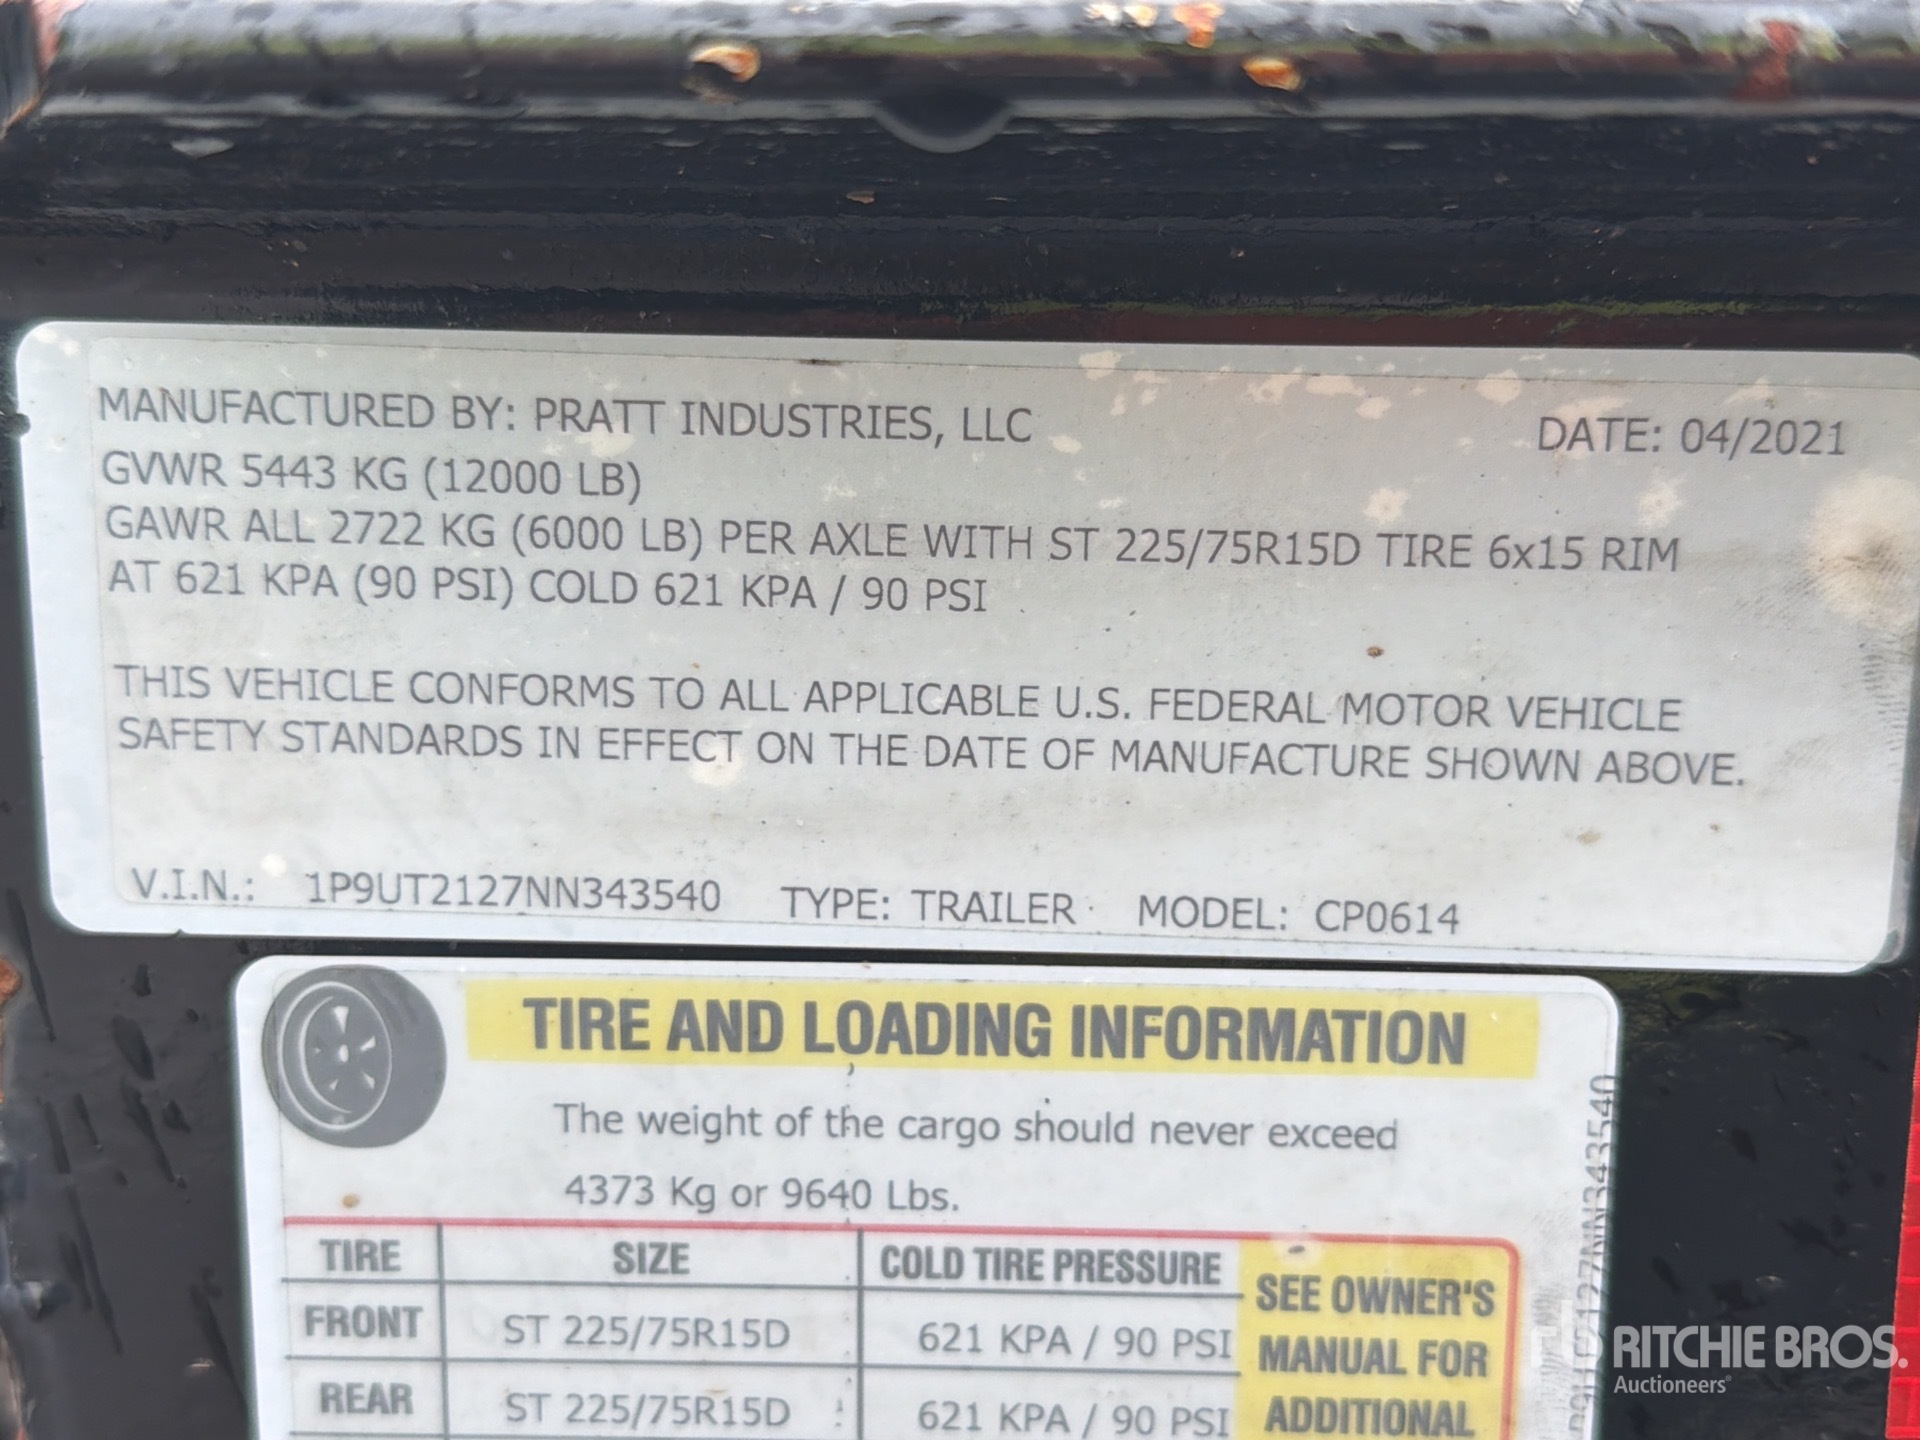 MANUFACTURED BY: PRATT INDUSTRIES, LLC DATE: 04/2021
GVWR 5443 KG (12000 LB)
GAWR ALL 2722 KG (6000 LB) PER AXLE WITH ST 225/75R15D TIRE 6x15 RIM
AT 621 KPA (90 PSI) COLD 621 KPA / 90 PSI
THIS VEHICLE CONFORMS TO ALL APPLICABLE U.S. FEDERAL MOTOR VEHICLE
SAFETY STANDARDS IN EFFECT ON THE DATE OF MANUFACTURE SHOWN ABOVE.
V.I.N.: 1P9UT2127NN343540 TYPE: TRAILER MODEL: CP0614
TIRE AND LOADING INFORMATION
The weight of the cargo should never exceed
4373 Kg or 9640 Lbs.
TIRE SIZE COLD TIRE PRESSURE
FRONT ST 225/75R15D 621 KPA / 90 PSI
REAR ST 225/75R15D 621 KPA / 90 PSI
SEE OWNER'S
MANUAL FOR
ADDITIONAL
RITCHIE BROS.
Auctioneers